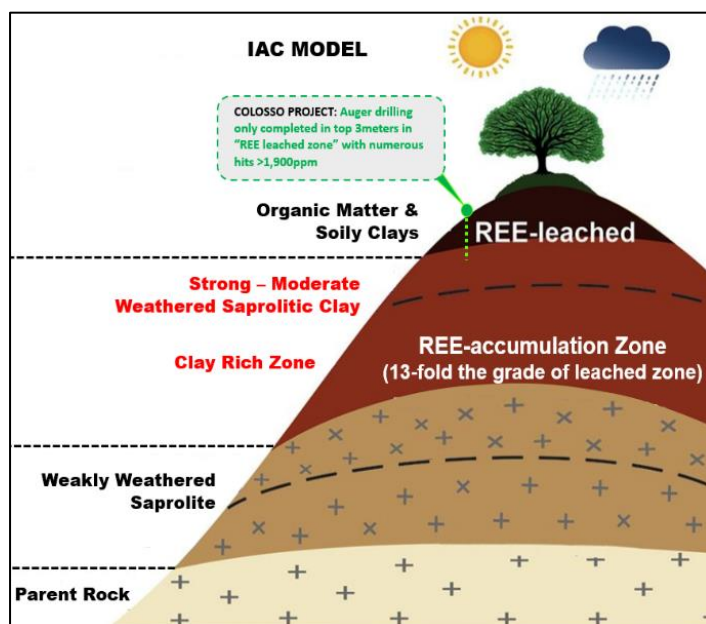 IAC MODEL
COLOSSO PROJECT: Auger drilling
only completed in top 3meters in
“REE leached zone” with numerous
hits >1,900ppm
Organic Matter &
Soily Clays
REE-leached
Strong – Moderate
Weathered Saprolitic Clay
REE-accumulation Zone
(13-fold the grade of leached zone)
Clay Rich Zone
Weakly Weathered
Saprolite
Parent Rock